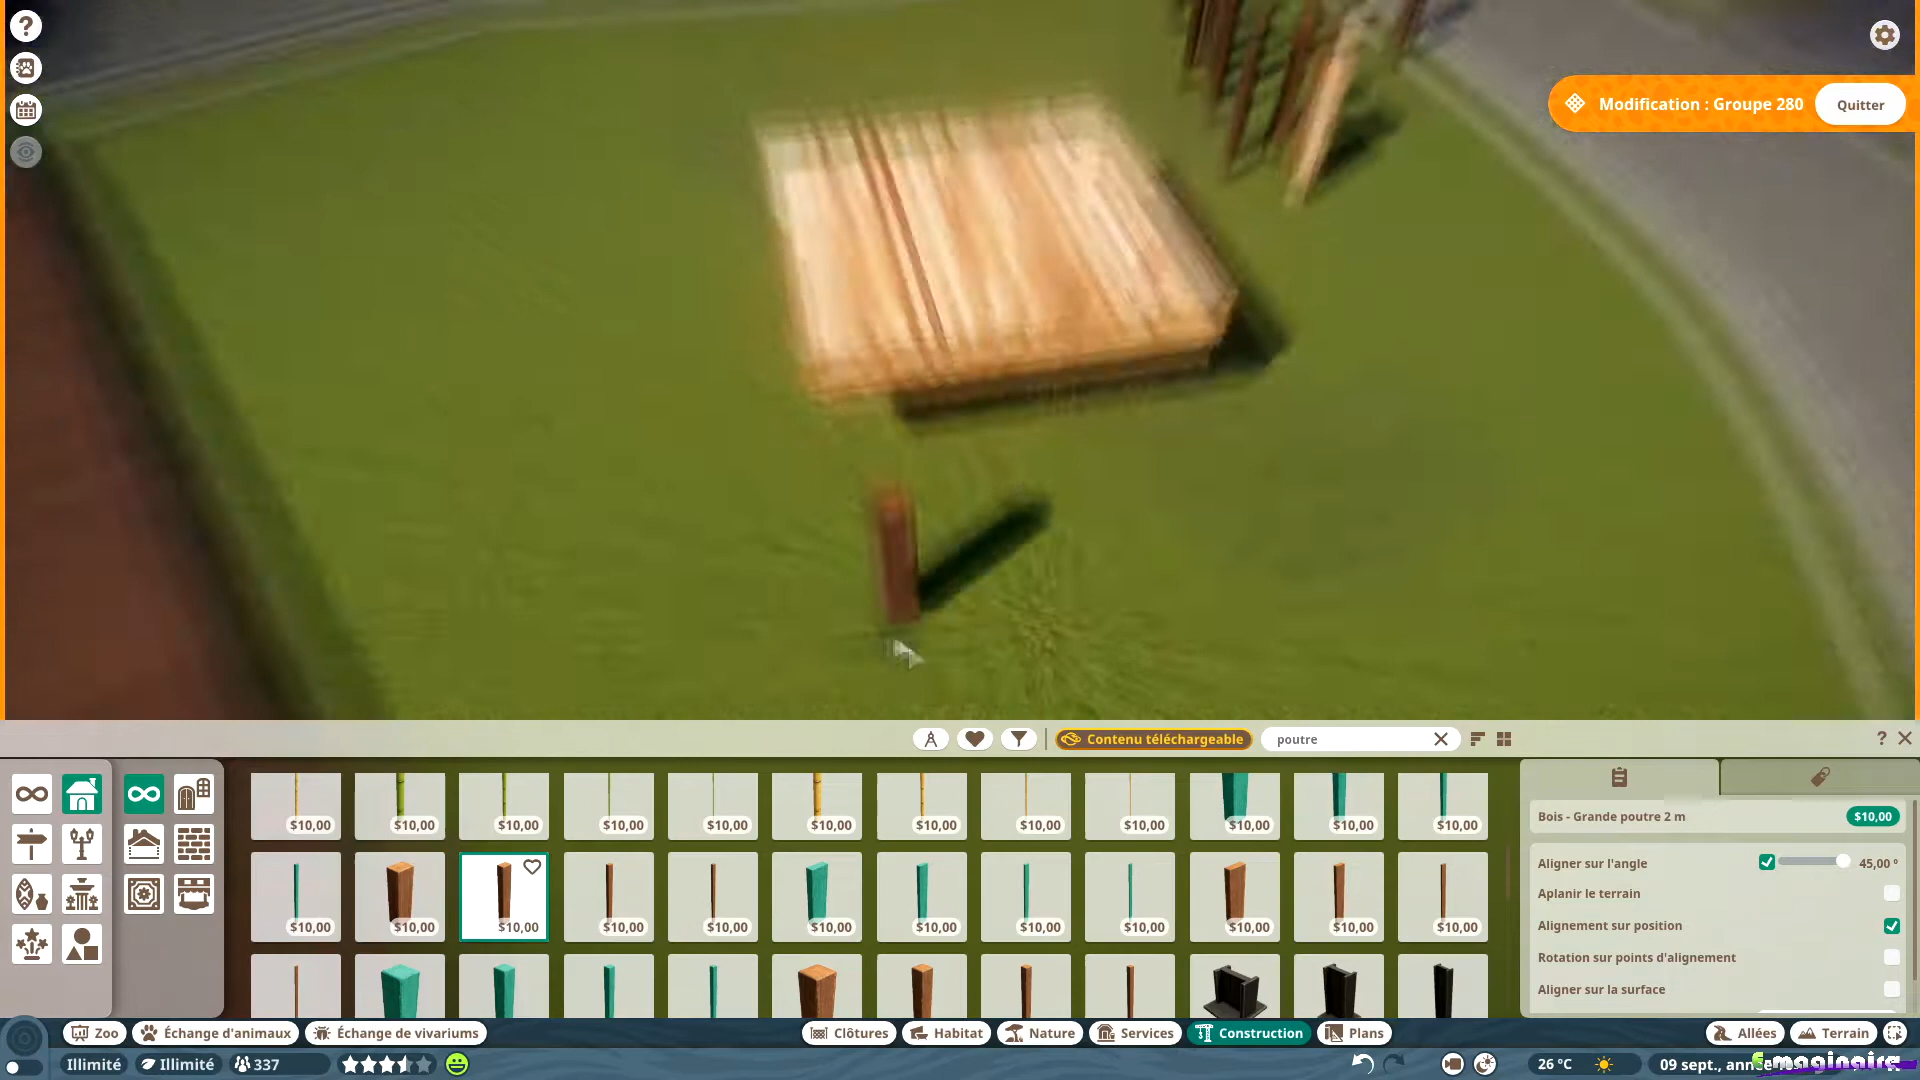 ?
Modification : Groupe 280
Quitter
Contenu téléchargeable
poutre
?
$10,00 $10,00 $10,00 $10,00 $10,00 $10,00 $10,00 $10,00 $10,00 $10,00 $10,00 $10,00
$10,00 $10,00 $10,00 $10,00 $10,00 $10,00 $10,00 $10,00 $10,00 $10,00 $10,00 $10,00
Bois - Grande poutre 2 m $10,00
Aligner sur l'angle 45,00 °
Aplanir le terrain
Alignement sur position
Rotation sur points d'alignement
Aligner sur la surface
Zoo Échange d'animaux Échange de vivariums Clôtures Habitat Nature Services Construction Plans Allées Terrain
Illimité Illimité 337 26 °C 09 sept.,